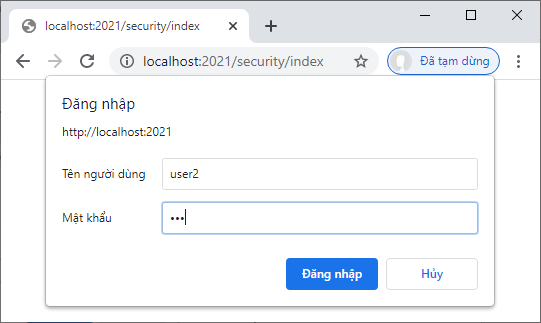 localhost:2021/security/index
localhost:2021/security/index
Đã tạm dừng
Đăng nhập
http://localhost:2021
Tên người dùng
user2
Mật khẩu
•••
Đăng nhập
Hủy